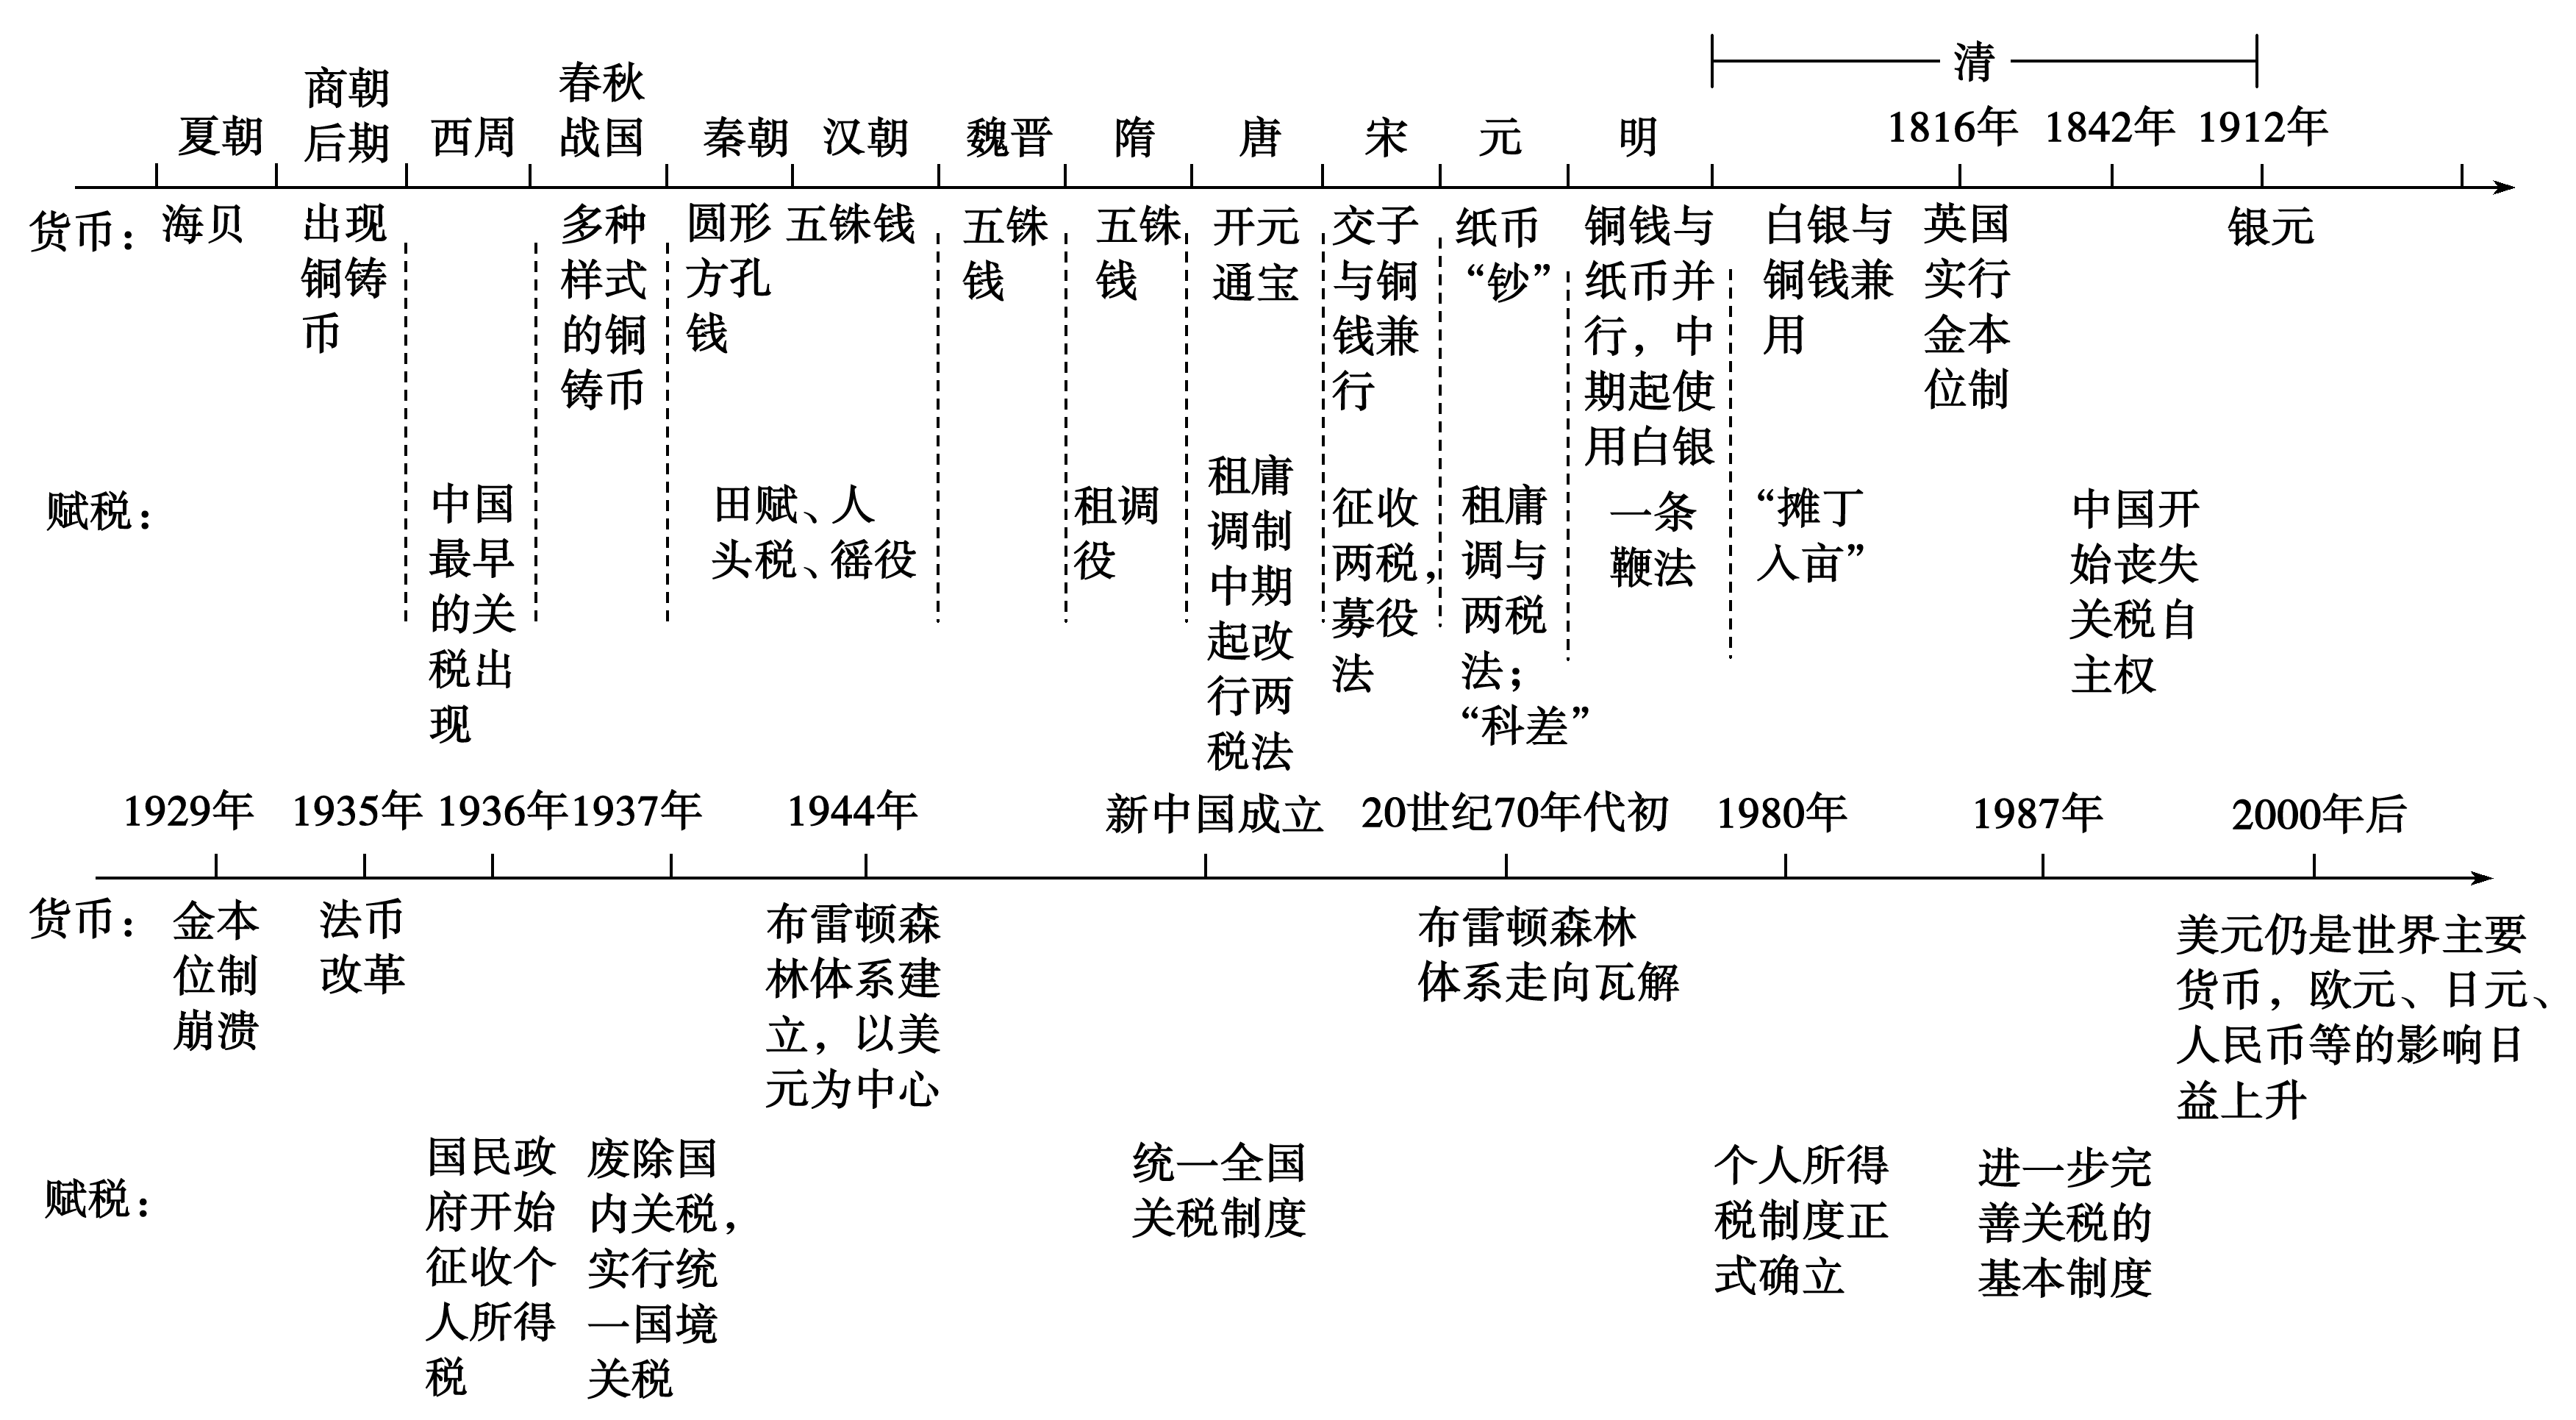 清
夏朝
商朝
后期
西周
春秋
战国
秦朝
汉朝
魏晋
隋
唐
宋
元
明
1816年
1842年
1912年
货币：
海贝
出现
铜铸
币
多种
样式
的铜
铸币
圆形
方孔
钱
五铢钱
五铢
钱
五铢
钱
开元
通宝
交子
与铜
钱兼
行
纸币
“钞”
铜钱与
纸币并
行，中
期起使
用白银
白银与
铜钱兼
用
英国
实行
金本
位制
银元
赋税：
中国
最早
的关
税出
现
田赋、人
头税、徭役
租调
役
租庸
调制
中期
起改
行两
税法
征收
两税，
募役
法
租庸
调与
两税
法；
“科差”
一条
鞭法
“摊丁
入亩”
中国开
始丧失
关税自
主权
1929年
1935年
1936年
1937年
1944年
新中国成立
20世纪70年代初
1980年
1987年
2000年后
货币：
金本
位制
崩溃
法币
改革
布雷顿森
林体系建
立，以美
元为中心
布雷顿森林
体系走向瓦解
美元仍是世界主要
货币，欧元、日元、
人民币等的影响日
益上升
赋税：
国民政
府开始
征收个
人所得
税
废除国
内关税，
实行统
一国境
关税
统一全国
关税制度
个人所得
税制度正
式确立
进一步完
善关税的
基本制度